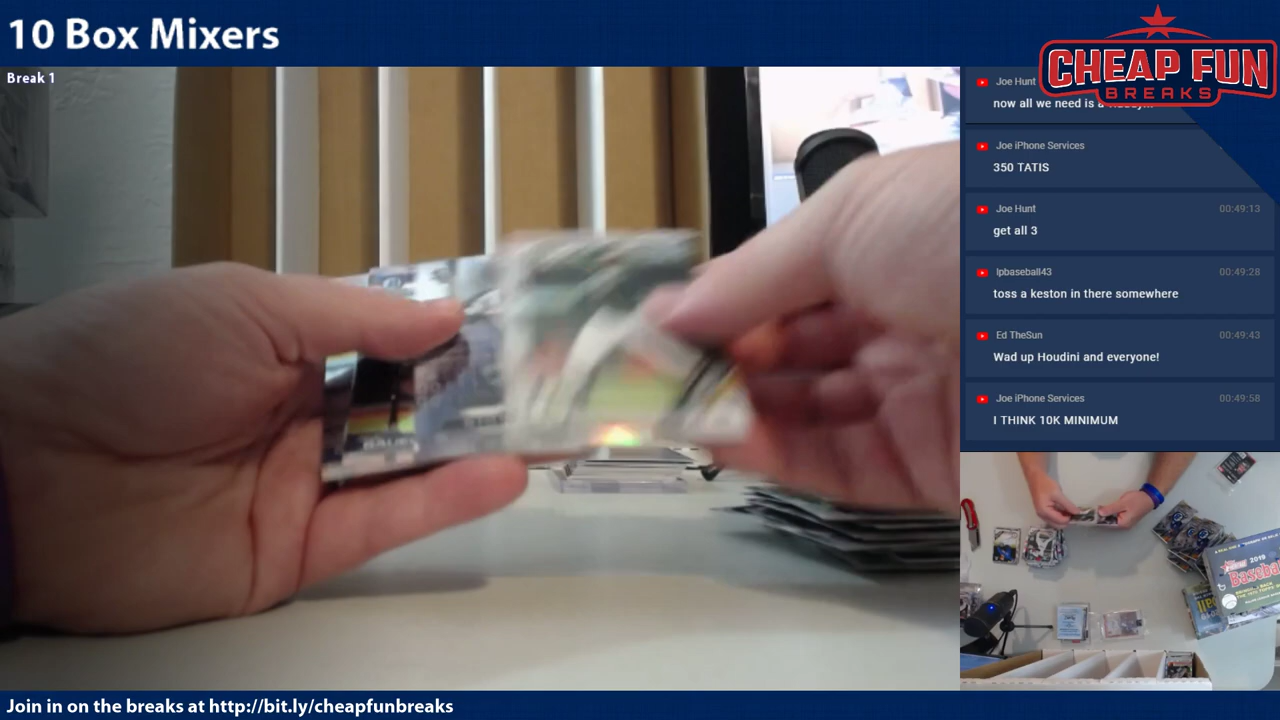 10 Box Mixers
CHEAP FUN
BREAKS
Break 1
Joe Hunt
now all we need is a
Joe iPhone Services
350 TATIS
Joe Hunt
00:49:13
get all 3
lpbaseball43
00:49:28
toss a keston in there somewhere
Ed TheSun
00:49:43
Wad up Houdini and everyone!
Joe iPhone Services
00:49:58
I THINK 10K MINIMUM
2019
Join in on the breaks at http://bit.ly/cheapfunbreaks